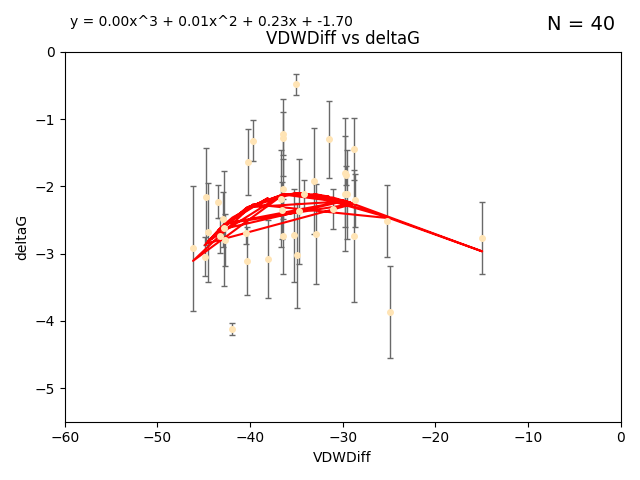 y = 0.00x^3 + 0.01x^2 + 0.23x + -1.70
N = 40
VDWDiff vs deltaG
0
−1
−2
−3
−4
−5
deltaG
−60 −50 −40 −30 −20 −10 0
VDWDiff